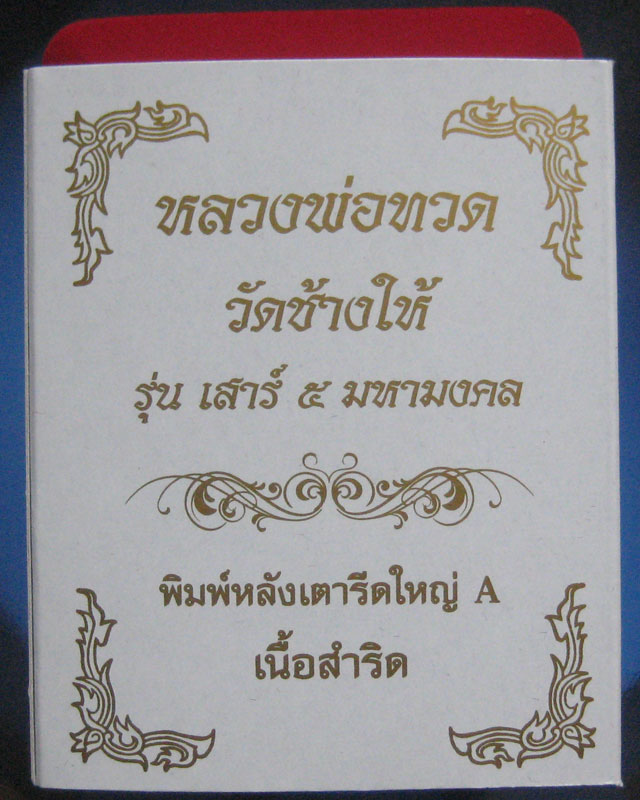 หลวงพ่อทวด
วัดช้างให้
รุ่น เสาร์ ๕ มหามงคล
พิมพ์หลังเตารีดใหญ่ A
เนื้อสำริด